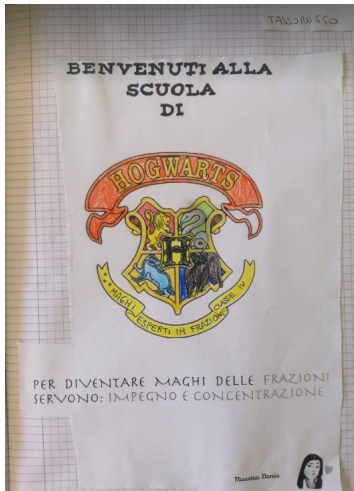 TASSOROSSO
BENVENUTI ALLA
SCUOLA
DI
HOGWARTS
H
MAGHI ESPERTI IN FRAZIONI CLASSE IV
PER DIVENTARE MAGHI DELLE FRAZIONI
SERVONO: IMPEGNO E CONCENTRAZIONE
Maestra Dania